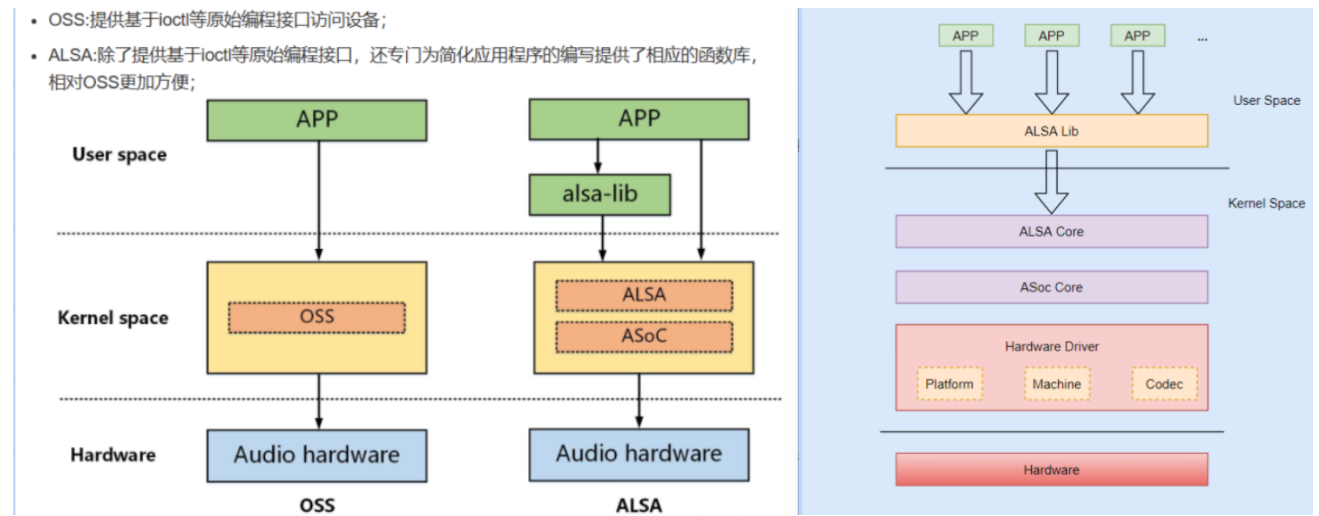 OSS:提供基于ioctl等原始编程接口访问设备；
ALSA:除了提供基于ioctl等原始编程接口，还专门为简化应用程序的编写提供了相应的函数库，
相对OSS更加方便；
APP
APP
User space
alsa-lib
Kernel space
OSS
ALSA
ASoC
Hardware
Audio hardware
Audio hardware
OSS
ALSA
APP
APP
APP
...
User Space
ALSA Lib
Kernel Space
ALSA Core
ASoc Core
Hardware Driver
Platform
Machine
Codec
Hardware